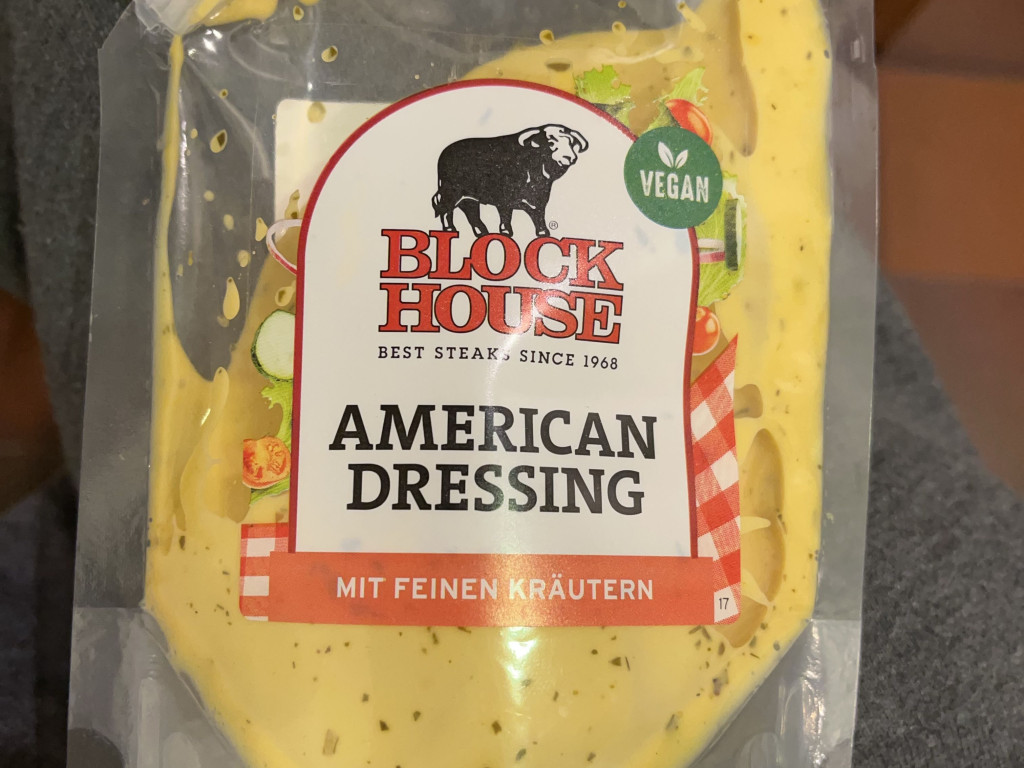 VEGAN
®
BLOCK
HOUSE
BEST STEAKS SINCE 1968
AMERICAN
DRESSING
MIT FEINEN KRÄUTERN
17